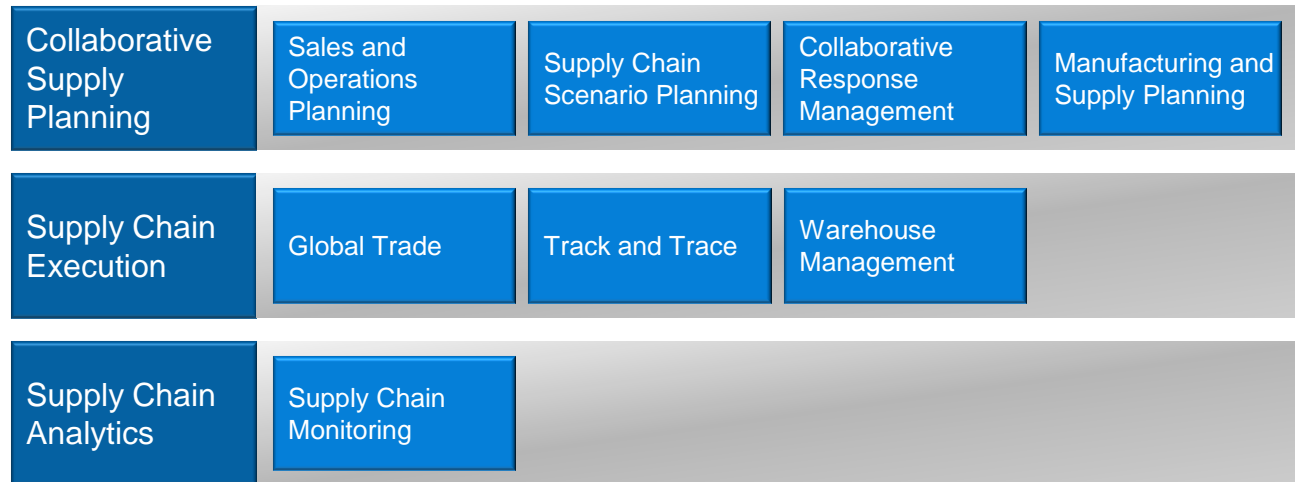 Collaborative
Supply
Planning
Sales and
Operations
Planning
Supply Chain
Scenario Planning
Collaborative
Response
Management
Manufacturing and
Supply Planning
Supply Chain
Execution
Global Trade
Track and Trace
Warehouse
Management
Supply Chain
Analytics
Supply Chain
Monitoring